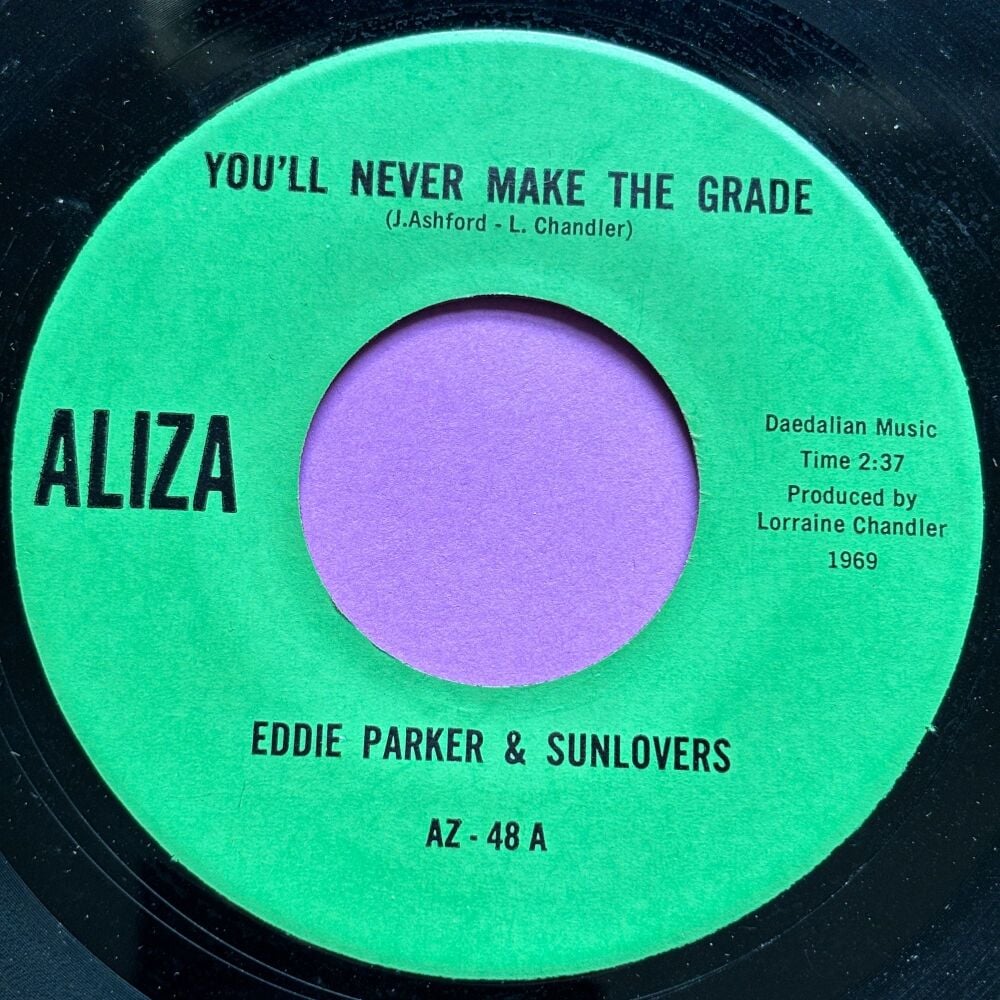 YOU'LL NEVER MAKE THE GRADE
(J.Ashford - L. Chandler)
ALIZA
Daedalian Music
Time 2:37
Produced by
Lorraine Chandler
1969
EDDIE PARKER & SUNLOVERS
AZ - 48 A